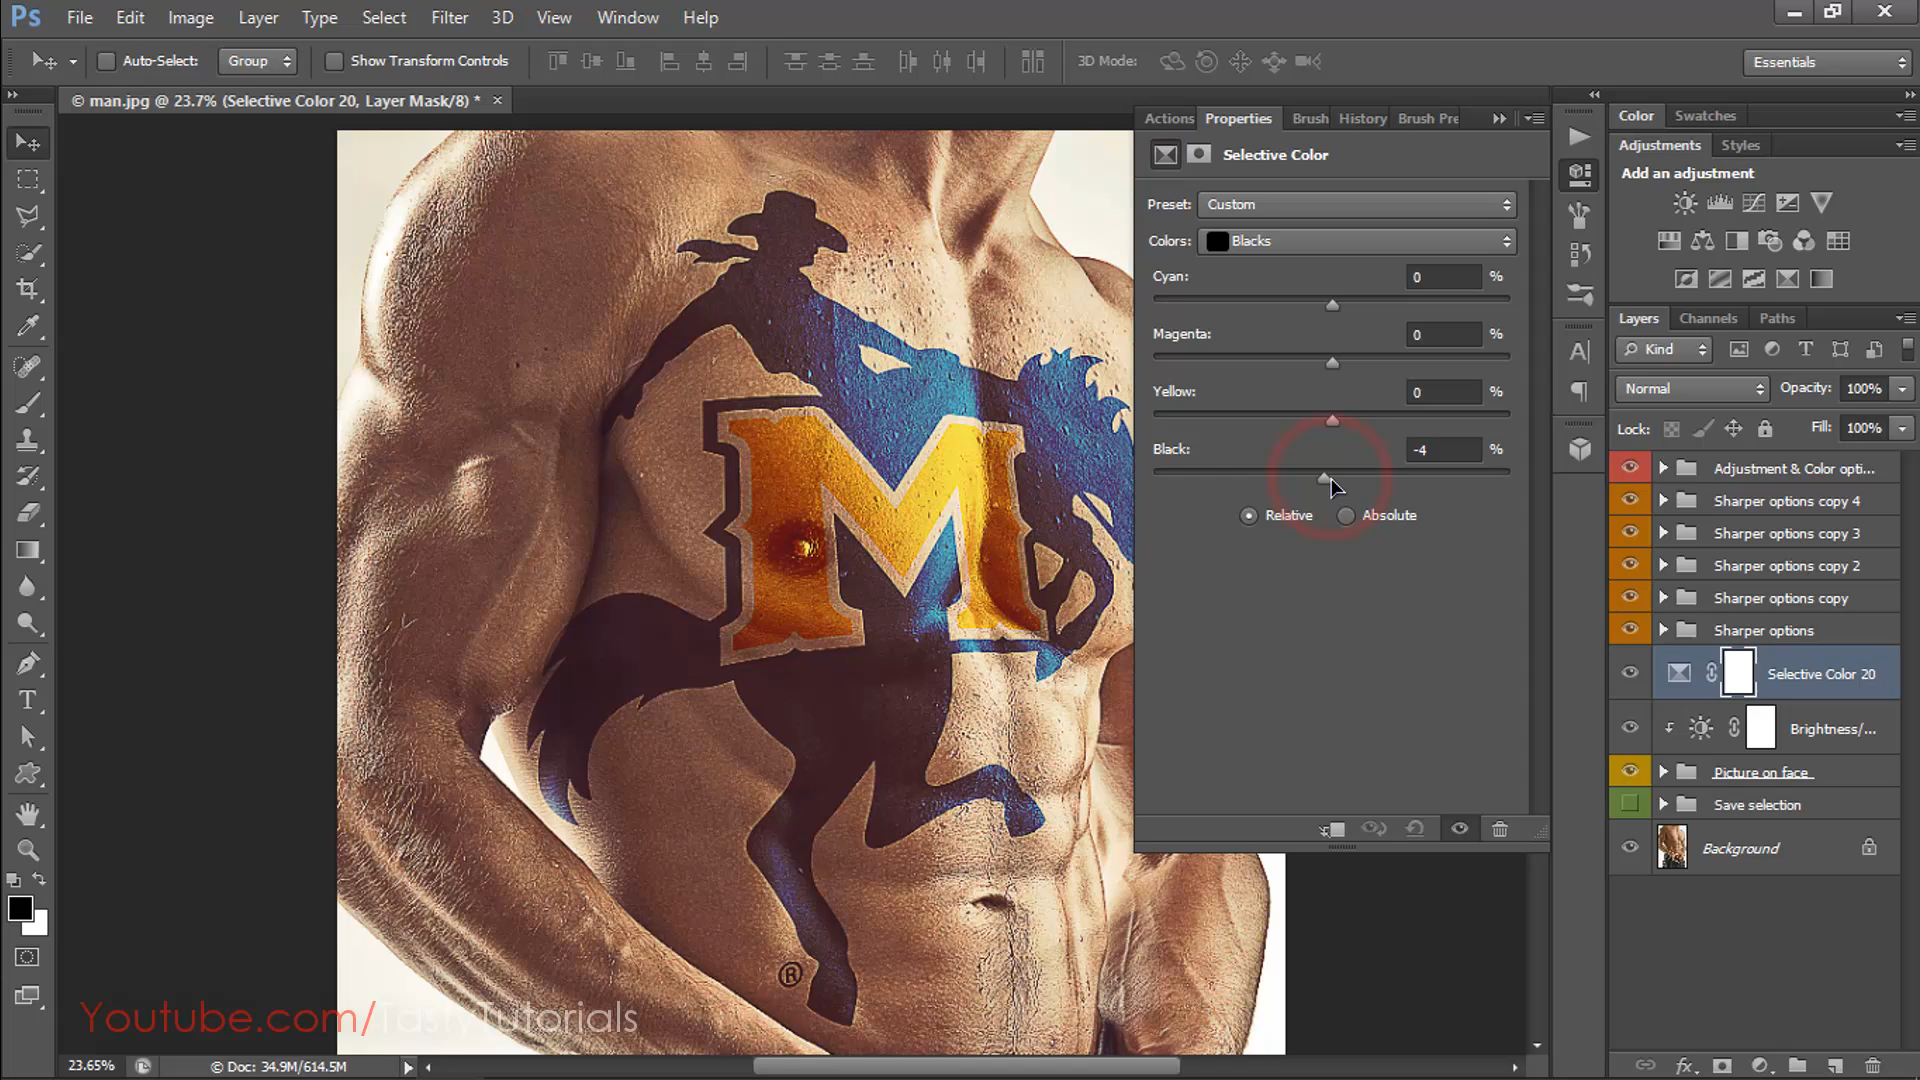 Ps File Edit Image Layer Type Select Filter 3D View Window Help
Auto-Select: Group Show Transform Controls 3D Mode: Essentials
© man.jpg @ 23.7% (Selective Color 20, Layer Mask/8) *
Actions Properties Brush History Brush Pre
Selective Color
Preset: Custom
Colors: Blacks
Cyan: 0 %
Magenta: 0 %
Yellow: 0 %
Black: -4 %
Relative Absolute
Color Swatches
Adjustments Styles
Add an adjustment
Layers Channels Paths
Kind
Normal Opacity: 100%
Lock: Fill: 100%
Adjustment & Color opti...
Sharper options copy 4
Sharper options copy 3
Sharper options copy 2
Sharper options copy
Sharper options
Selective Color 20
Brightness/...
Picture on face
Save selection
Background
M
®
Youtube.com/TastyTutorials
23.65% © Doc: 34.9M/614.5M